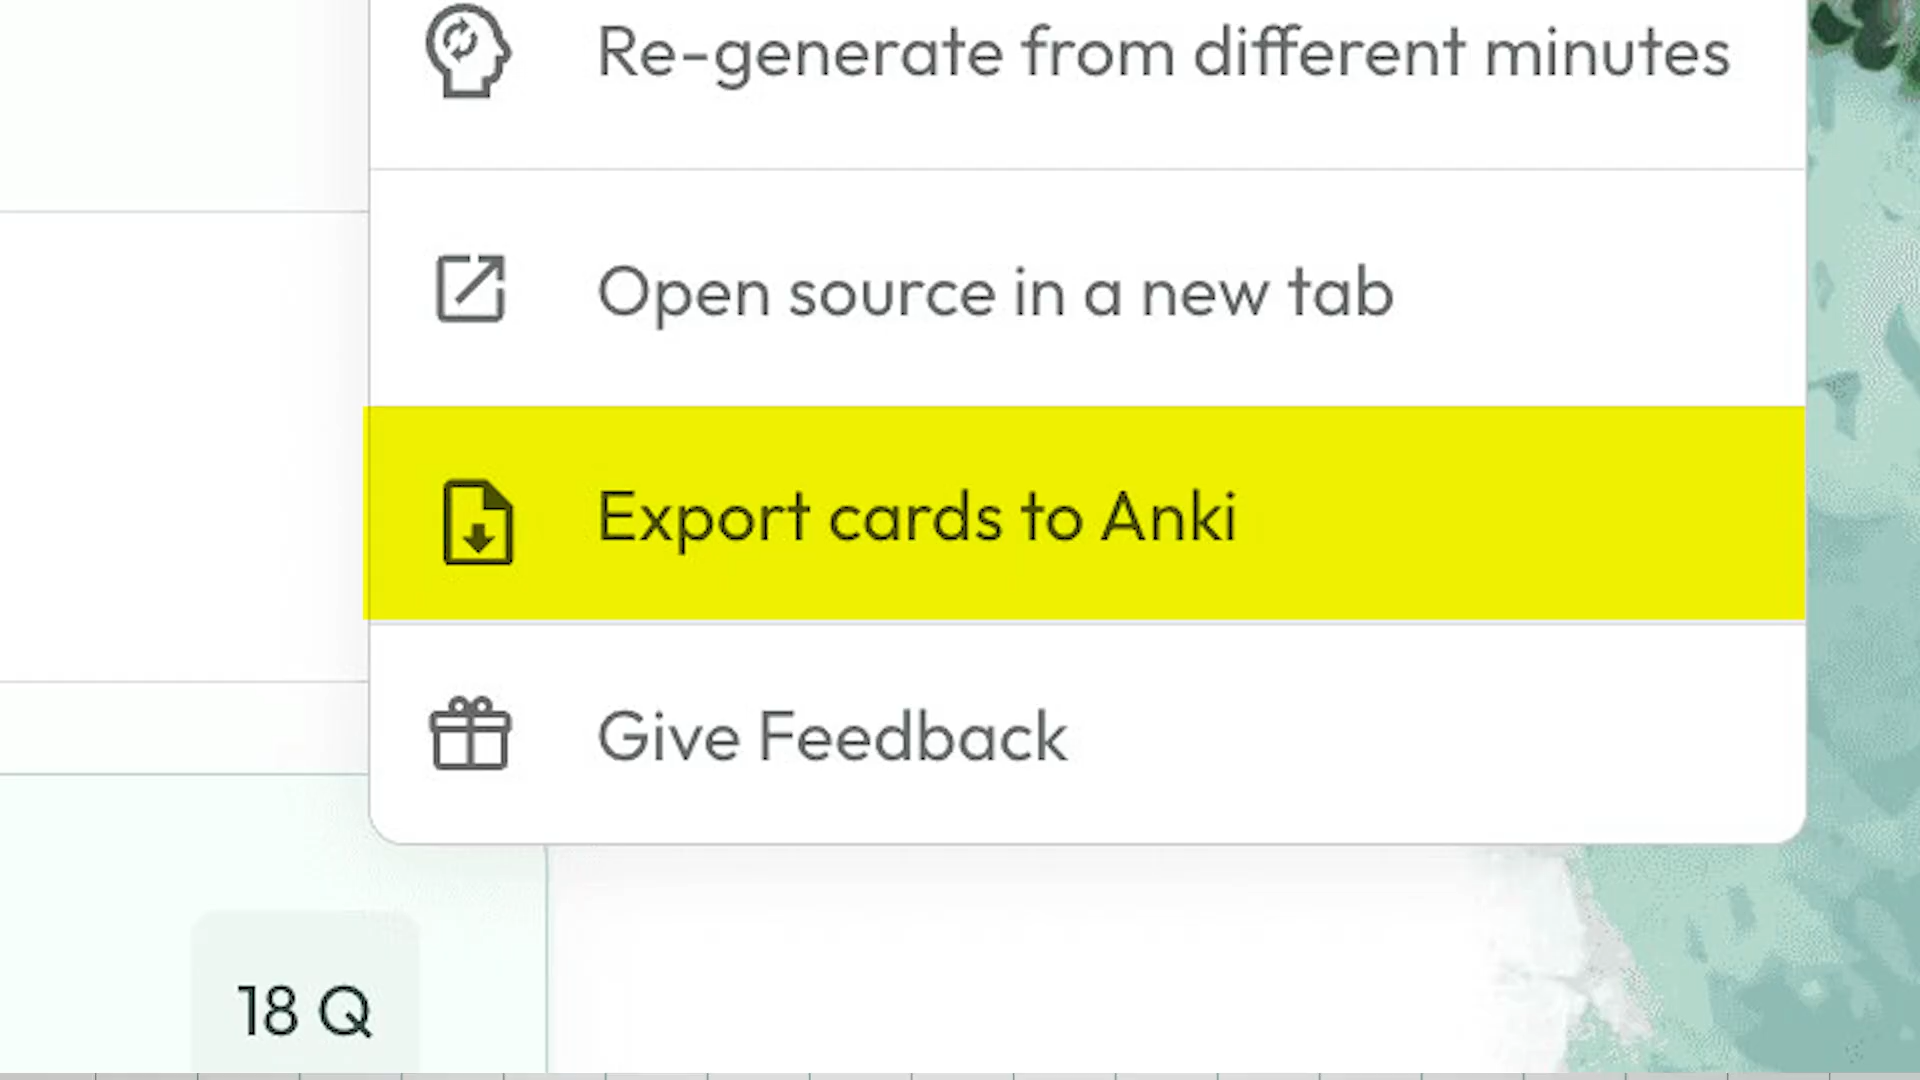 Re-generate from different minutes
Open source in a new tab
Export cards to Anki
Give Feedback
18 Q